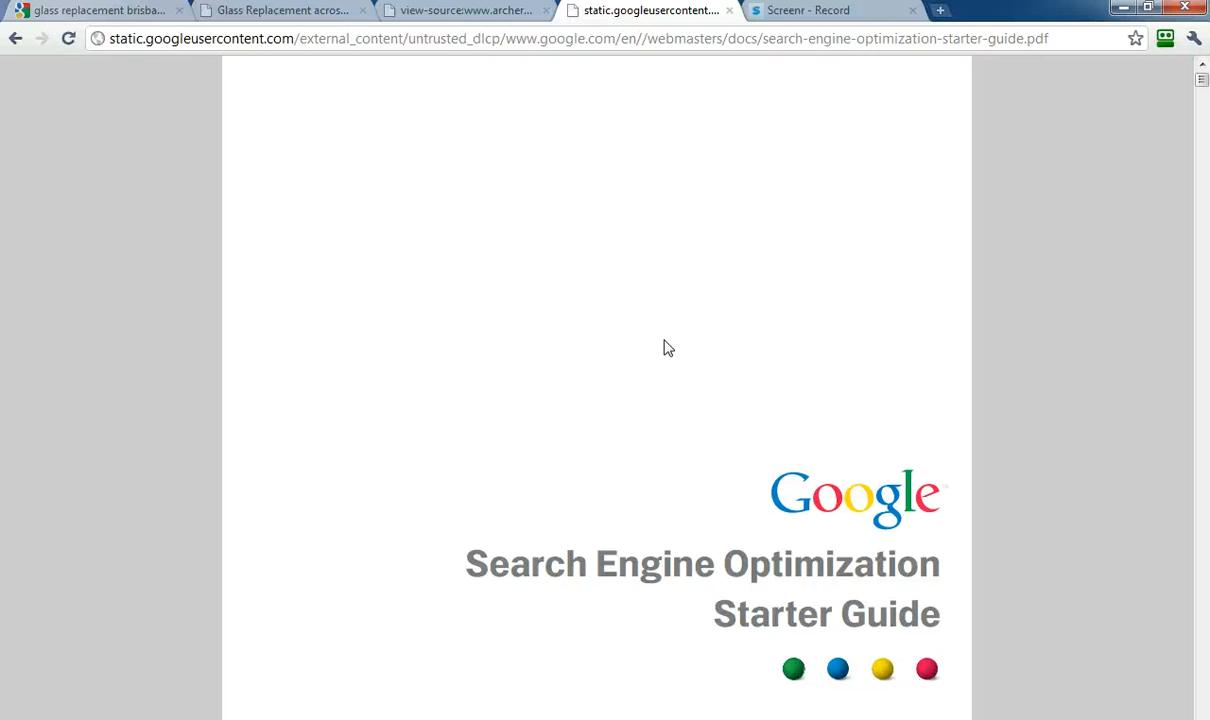 glass replacement brisba...
Glass Replacement acros...
view-source:www.archer...
static.googleusercontent....
Screenr - Record
static.googleusercontent.com/external_content/untrusted_dlcp/www.google.com/en//webmasters/docs/search-engine-optimization-starter-guide.pdf
Google
Search Engine Optimization
Starter Guide